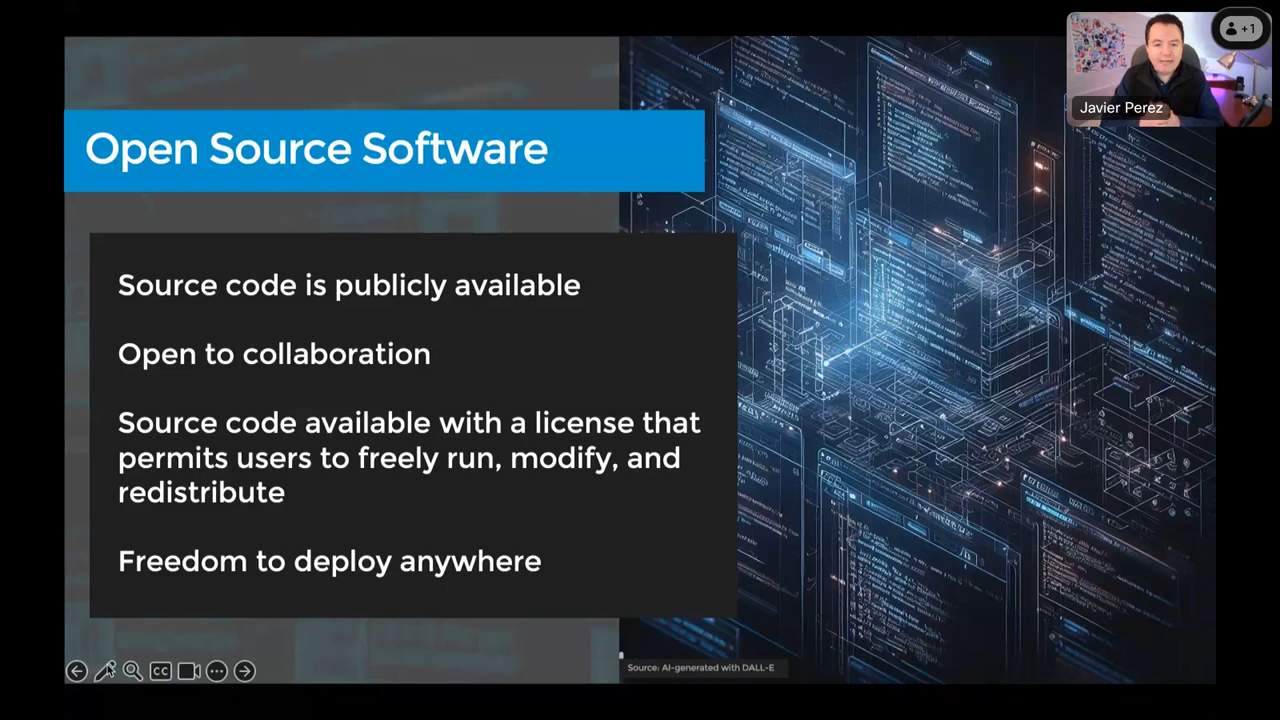 +1
Javier Perez
Open Source Software
Source code is publicly available
Open to collaboration
Source code available with a license that
permits users to freely run, modify, and
redistribute
Freedom to deploy anywhere
CC
Source: AI-generated with DALL-E